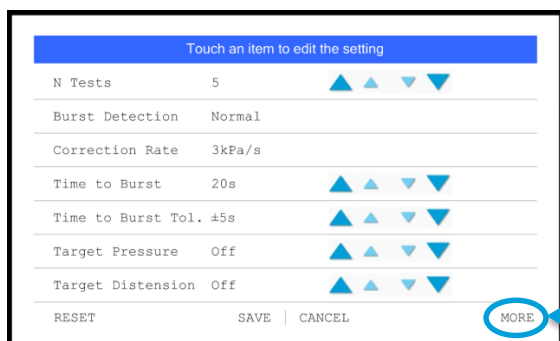 Touch an item to edit the setting
N Tests 5
Burst Detection Normal
Correction Rate 3kPa/s
Time to Burst 20s
Time to Burst Tol. ±5s
Target Pressure Off
Target Distension Off
RESET SAVE | CANCEL MORE